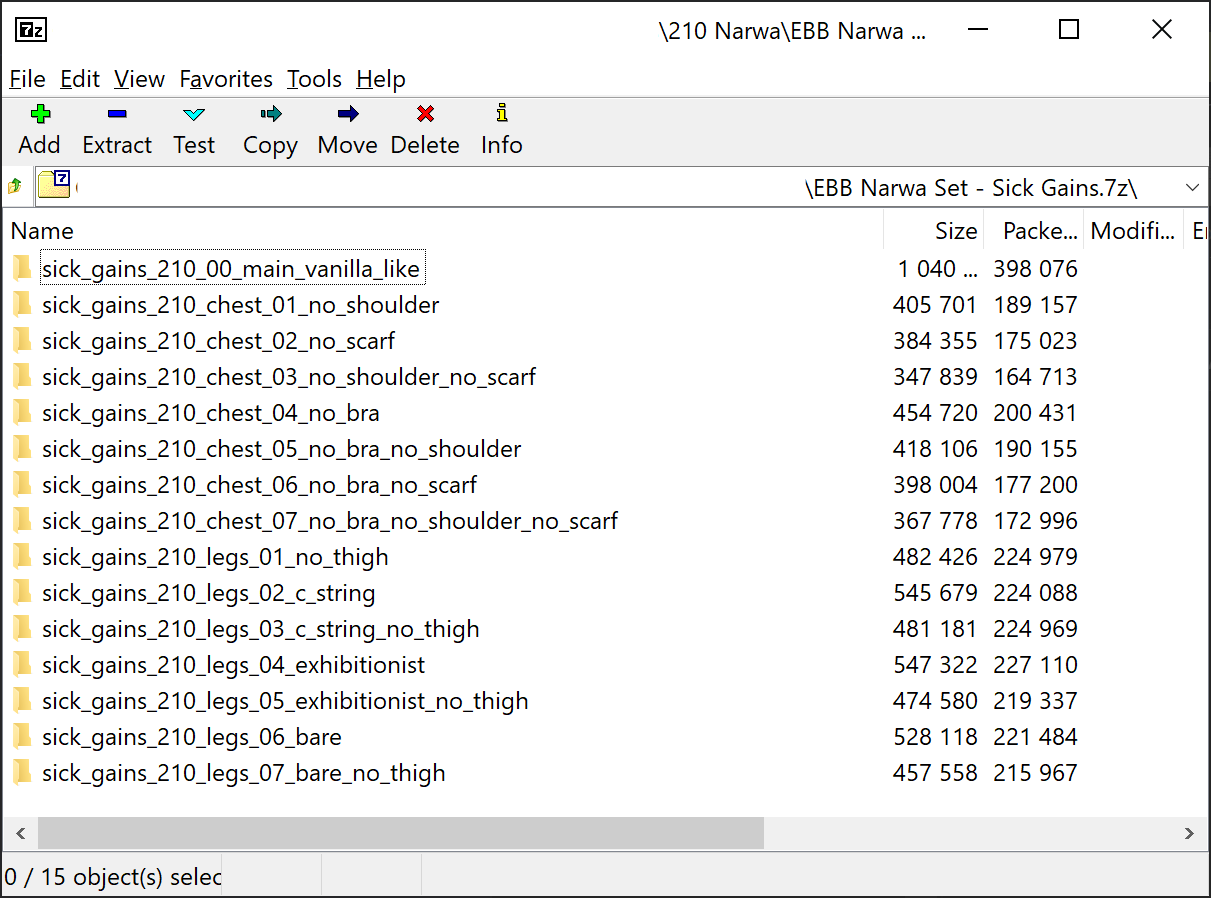 7z
\210 Narwa\EBB Narwa ...
File Edit View Favorites Tools Help
Add Extract Test Copy Move Delete Info
7 \EBB Narwa Set - Sick Gains.7z\
Name Size Packe... Modifi...
sick_gains_210_00_main_vanilla_like 1 040 ... 398 076
sick_gains_210_chest_01_no_shoulder 405 701 189 157
sick_gains_210_chest_02_no_scarf 384 355 175 023
sick_gains_210_chest_03_no_shoulder_no_scarf 347 839 164 713
sick_gains_210_chest_04_no_bra 454 720 200 431
sick_gains_210_chest_05_no_bra_no_shoulder 418 106 190 155
sick_gains_210_chest_06_no_bra_no_scarf 398 004 177 200
sick_gains_210_chest_07_no_bra_no_shoulder_no_scarf 367 778 172 996
sick_gains_210_legs_01_no_thigh 482 426 224 979
sick_gains_210_legs_02_c_string 545 679 224 088
sick_gains_210_legs_03_c_string_no_thigh 481 181 224 969
sick_gains_210_legs_04_exhibitionist 547 322 227 110
sick_gains_210_legs_05_exhibitionist_no_thigh 474 580 219 337
sick_gains_210_legs_06_bare 528 118 221 484
sick_gains_210_legs_07_bare_no_thigh 457 558 215 967
0 / 15 object(s) selec